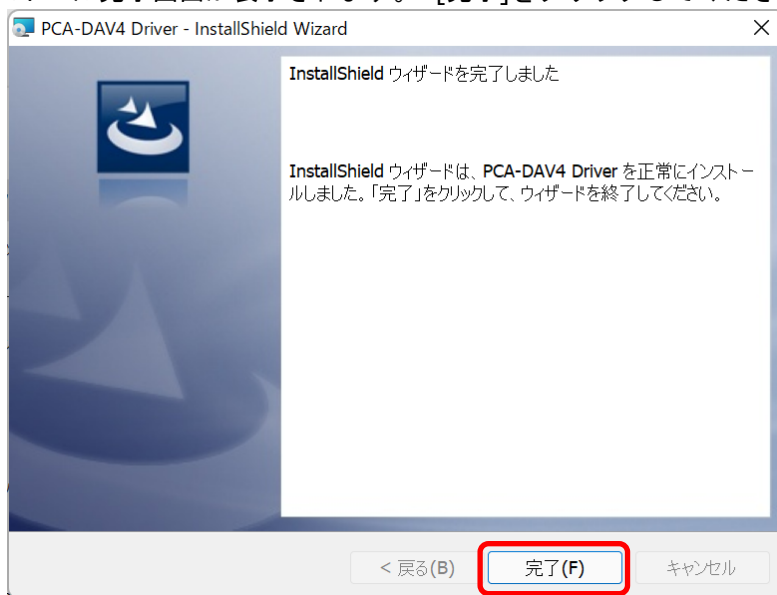 PCA-DAV4 Driver - InstallShield Wizard
InstallShield ウィザードを完了しました
InstallShield ウィザードは、PCA-DAV4 Driver を正常にインストー
ルしました。「完了」をクリックして、ウィザードを終了してください。
< 戻る(B)
完了(F)
キャンセル